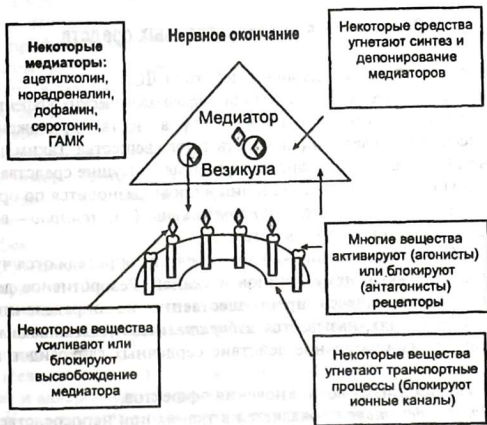 Некоторые
медиаторы:
ацетилхолин,
норадреналин,
дофамин,
серотонин,
ГАМК
Нервное окончание
Некоторые средства
угнетают синтез и
депонирование
медиаторов
Медиатор
Везикула
Многие вещества
активируют (агонисты)
или блокируют
(антагонисты)
рецепторы
Некоторые вещества
усиливают или
блокируют
высвобождение
медиатора
Некоторые вещества
угнетают транспортные
процессы (блокируют
ионные каналы)